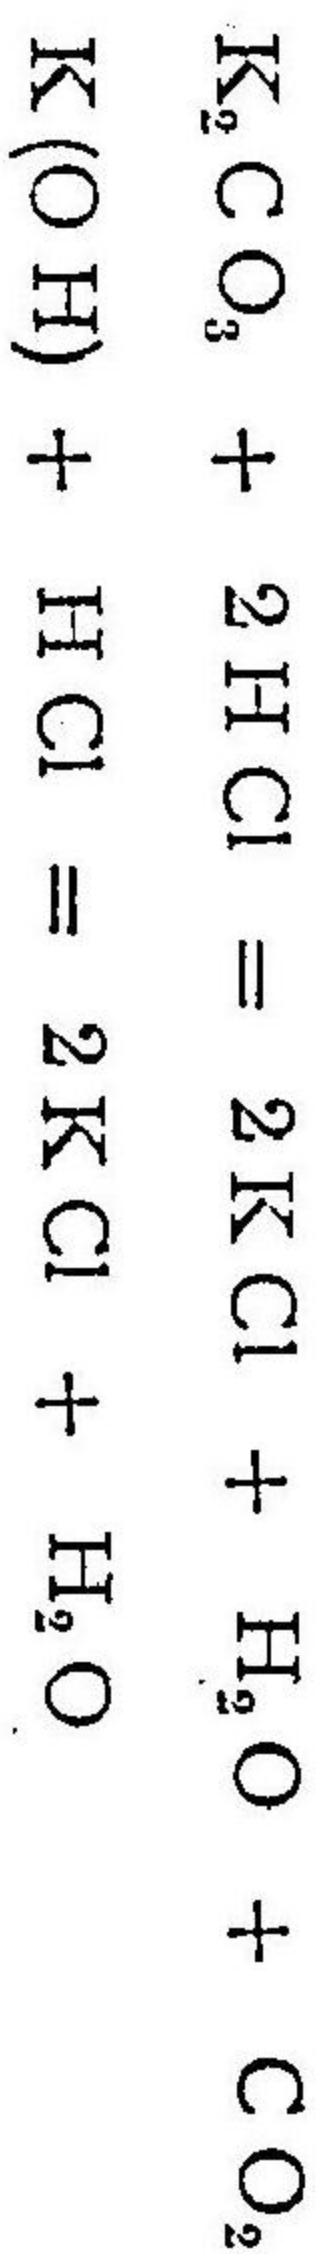 K₂CO₃ + 2HCl = 2KCl + H₂O + CO₂
K(OH) + HCl = 2KCl + H₂O